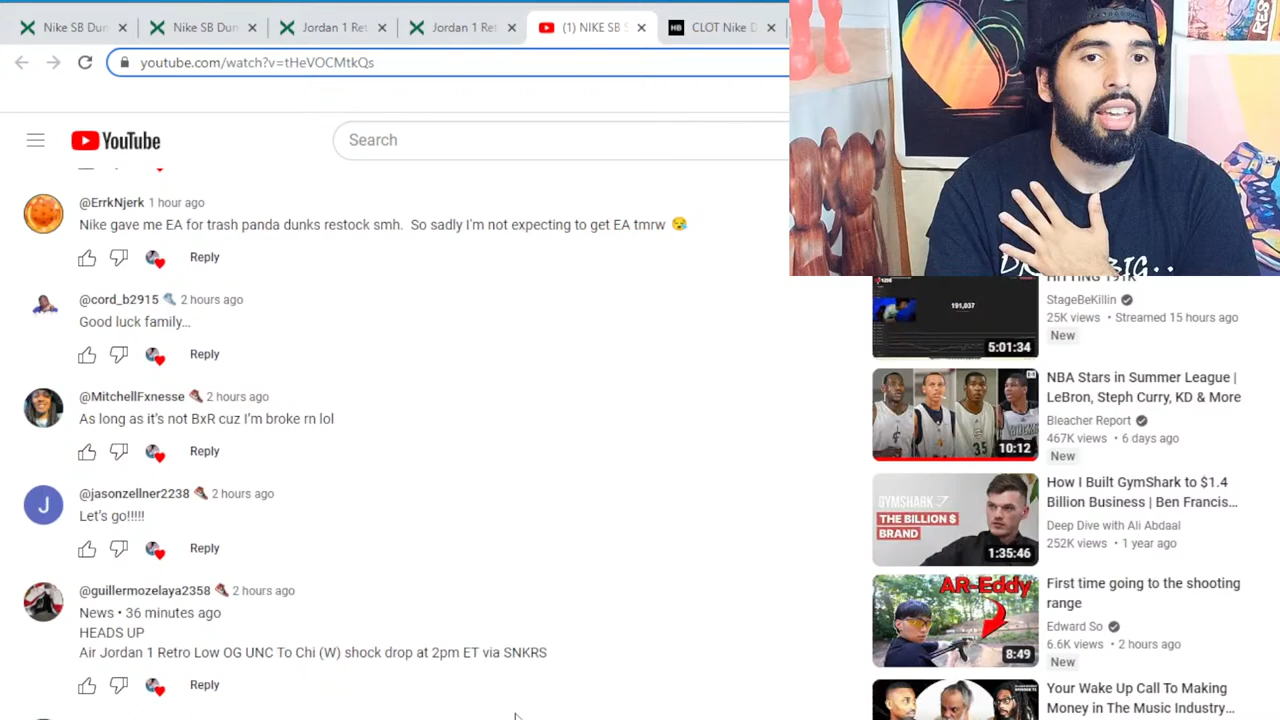 Nike SB Dun
Nike SB Dun
Jordan 1 Ret
Jordan 1 Ret
(1) NIKE SB S
HB
CLOT Nike D
youtube.com/watch?v=tHeVOCMtkQs
YouTube
Search
@ErrkNjerk 1 hour ago
Nike gave me EA for trash panda dunks restock smh. So sadly I'm not expecting to get EA tmrw 😪
Reply
@cord_b2915 2 hours ago
Good luck family...
Reply
@MitchellFxnesse 2 hours ago
As long as it's not BxR cuz I'm broke rn lol
Reply
J
@jasonzellner2238 2 hours ago
Let's go!!!!!
Reply
@guillermozelaya2358 2 hours ago
News • 36 minutes ago
HEADS UP
Air Jordan 1 Retro Low OG UNC To Chi (W) shock drop at 2pm ET via SNKRS
Reply
HITTING 191K
StageBeKillin
25K views • Streamed 15 hours ago
New
191,037
5:01:34
NBA Stars in Summer League |
LeBron, Steph Curry, KD & More
Bleacher Report
467K views • 6 days ago
New
35
10:12
How I Built GymShark to $1.4
Billion Business | Ben Francis...
Deep Dive with Ali Abdaal
252K views • 1 year ago
GYMSHARK
THE BILLION $
BRAND
1:35:46
First time going to the shooting
range
Edward So
6.6K views • 2 hours ago
New
AR-Eddy
8:49
Your Wake Up Call To Making
Money in The Music Industry...